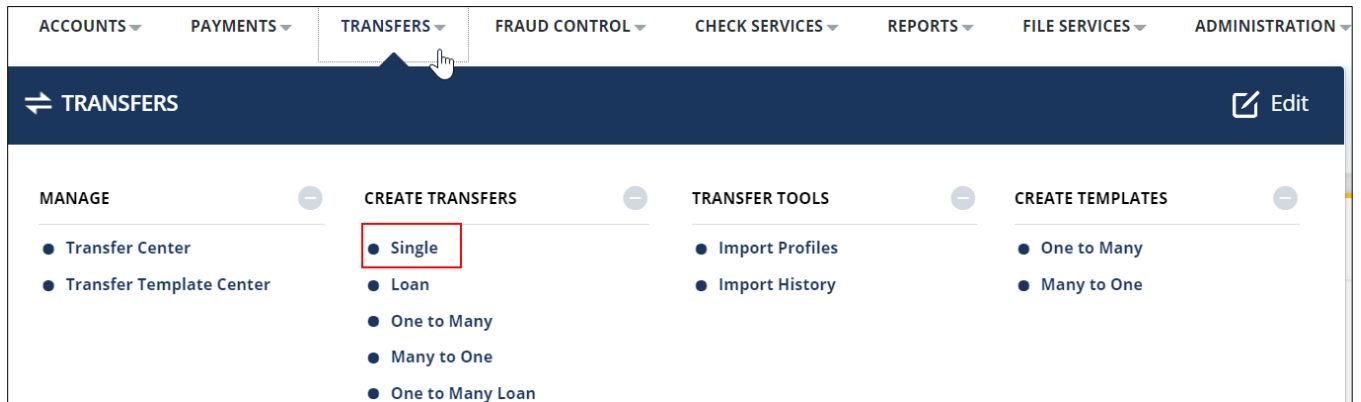 ACCOUNTS PAYMENTS TRANSFERS FRAUD CONTROL CHECK SERVICES REPORTS FILE SERVICES ADMINISTRATION
TRANSFERS Edit
MANAGE
Transfer Center
Transfer Template Center
CREATE TRANSFERS
Single
Loan
One to Many
Many to One
One to Many Loan
TRANSFER TOOLS
Import Profiles
Import History
CREATE TEMPLATES
One to Many
Many to One